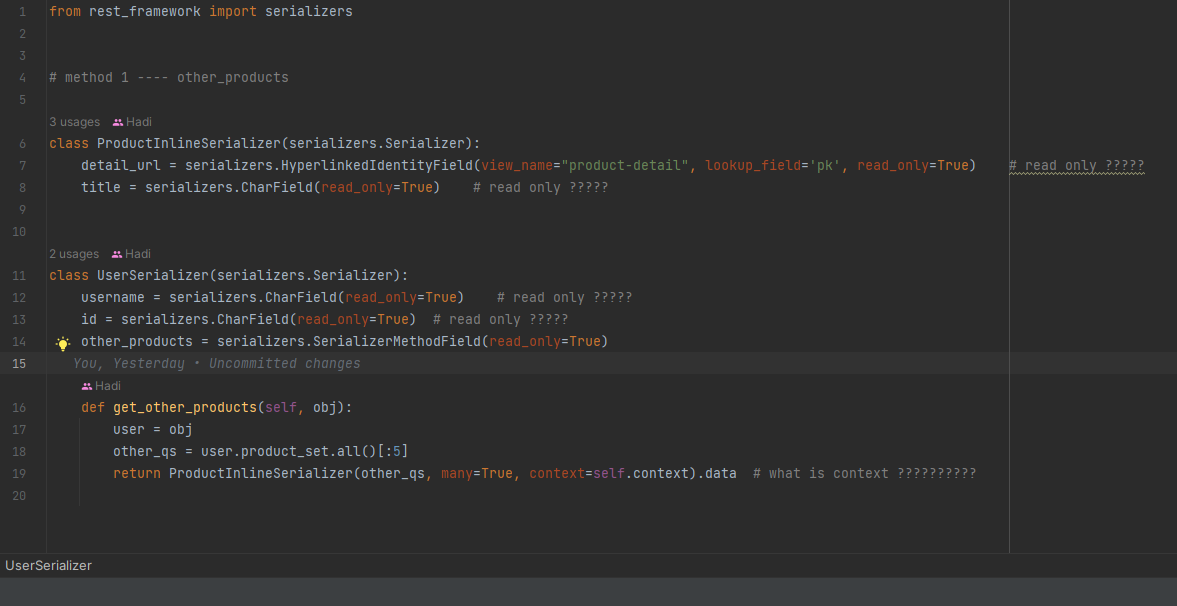 1 from rest_framework import serializers
2
3
4 # method 1 ---- other_products
5
3 usages Hadi
6 class ProductInlineSerializer(serializers.Serializer):
7 detail_url = serializers.HyperlinkedIdentityField(view_name="product-detail", lookup_field='pk', read_only=True) # read only ?????
8 title = serializers.CharField(read_only=True) # read only ?????
9
10
2 usages Hadi
11 class UserSerializer(serializers.Serializer):
12 username = serializers.CharField(read_only=True) # read only ?????
13 id = serializers.CharField(read_only=True) # read only ?????
14 other_products = serializers.SerializerMethodField(read_only=True)
15 You, Yesterday • Uncommitted changes
Hadi
16 def get_other_products(self, obj):
17 user = obj
18 other_qs = user.product_set.all()[:5]
19 return ProductInlineSerializer(other_qs, many=True, context=self.context).data # what is context ??????????
20
UserSerializer